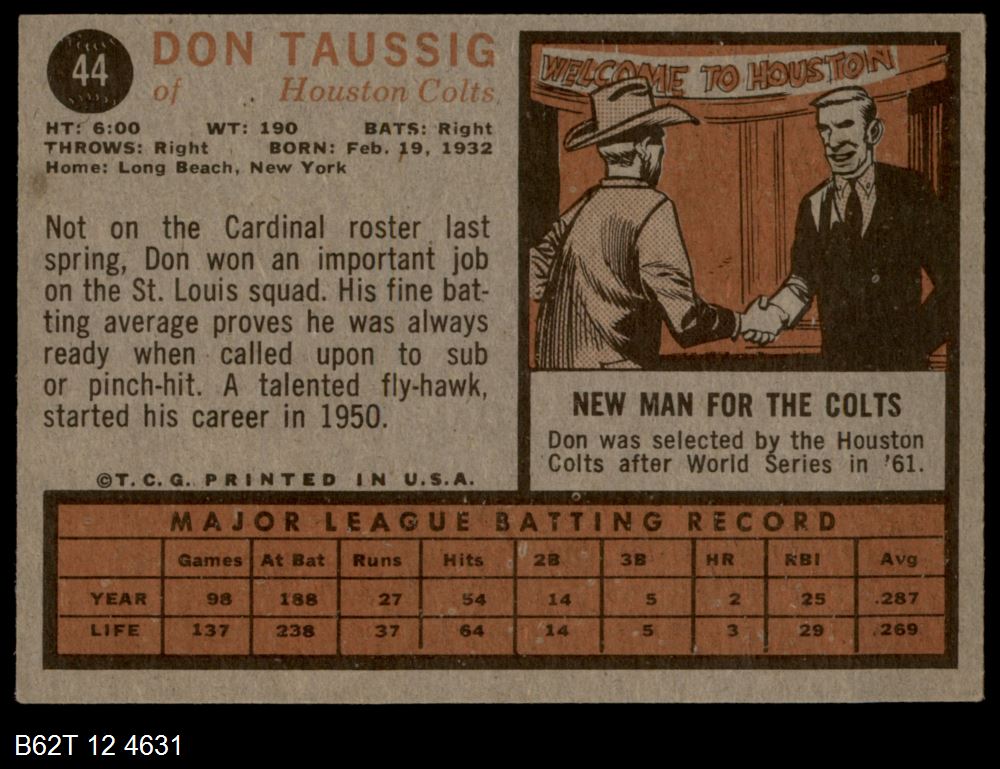 44
DON TAUSSIG
of Houston Colts
HT: 6:00 WT: 190 BATS: Right
THROWS: Right BORN: Feb. 19, 1932
Home: Long Beach, New York
Not on the Cardinal roster last
spring, Don won an important job
on the St. Louis squad. His fine bat-
ting average proves he was always
ready when called upon to sub
or pinch-hit. A talented fly-hawk,
started his career in 1950.
©T.C.G. PRINTED IN U.S.A.
WELCOME TO HOUSTON
NEW MAN FOR THE COLTS
Don was selected by the Houston
Colts after World Series in '61.
MAJOR LEAGUE BATTING RECORD
Games At Bat Runs Hits 2B 3B HR RBI Avg
YEAR 98 188 27 54 14 5 2 25 .287
LIFE 137 238 37 64 14 5 3 29 .269
B62T 12 4631